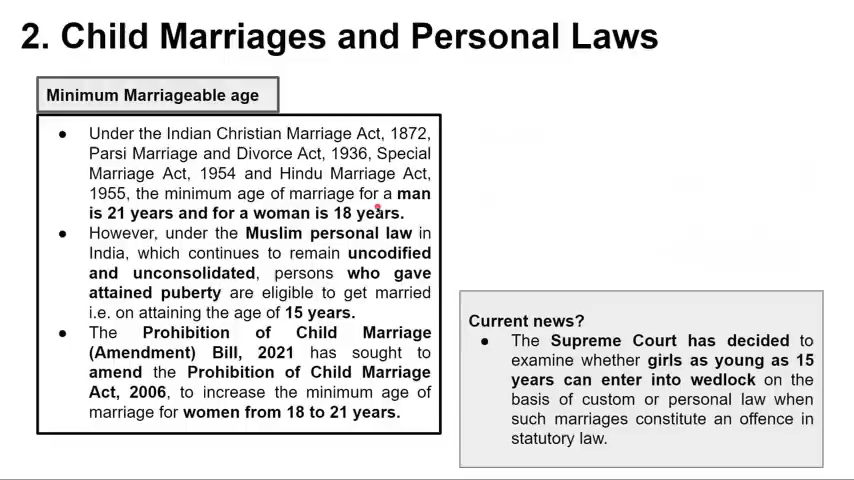 2. Child Marriages and Personal Laws
Minimum Marriageable age
● Under the Indian Christian Marriage Act, 1872,
Parsi Marriage and Divorce Act, 1936, Special
Marriage Act, 1954 and Hindu Marriage Act,
1955, the minimum age of marriage for a man
is 21 years and for a woman is 18 years.
● However, under the Muslim personal law in
India, which continues to remain uncodified
and unconsolidated, persons who gave
attained puberty are eligible to get married
i.e. on attaining the age of 15 years.
● The Prohibition of Child Marriage
(Amendment) Bill, 2021 has sought to
amend the Prohibition of Child Marriage
Act, 2006, to increase the minimum age of
marriage for women from 18 to 21 years.
Current news?
● The Supreme Court has decided to
examine whether girls as young as 15
years can enter into wedlock on the
basis of custom or personal law when
such marriages constitute an offence in
statutory law.